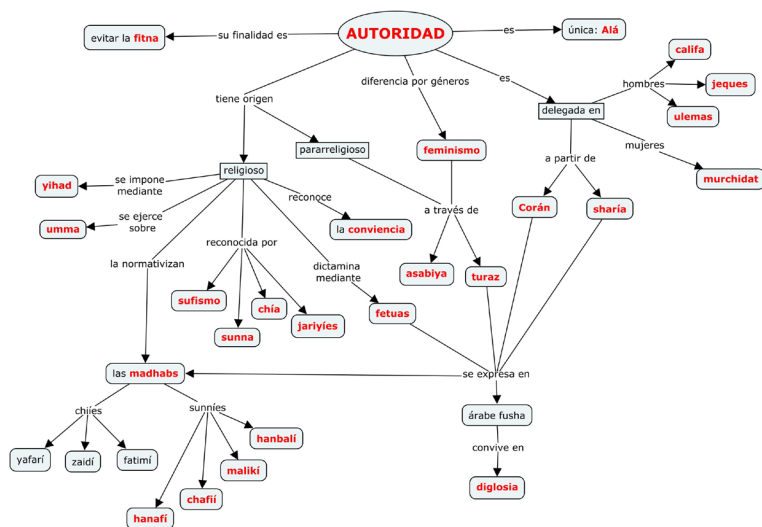 AUTORIDAD
su finalidad es
evitar la fitna
es
única: Alá
califa
hombres
diferencia por géneros
es
jeques
tiene origen
delegada en
ulemas
pararreligioso
feminismo
mujeres
religioso
a partir de
murchidat
yihad
se impone
mediante
reconoce
Corán
sharía
umma
se ejerce
sobre
la conviencia
a través de
reconocida por
la normativizan
dictamina
mediante
asabiya
turaz
sufismo
chía
jariyíes
fetuas
sunna
las madhabs
se expresa en
chiíes
sunníes
árabe fusha
hanbalí
yafarí
zaidí
fatimí
convive en
malikí
chafií
diglosia
hanafí